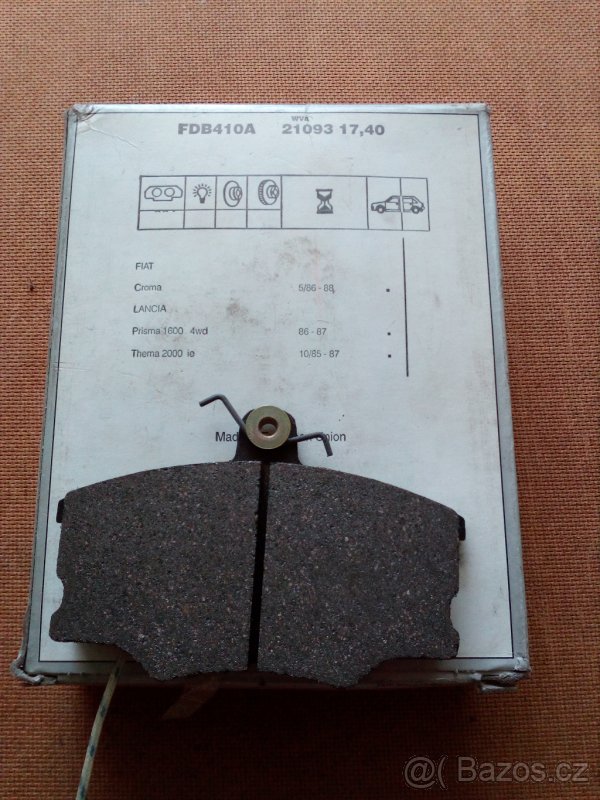 WVA
FDB410A 21093 17,40
FIAT
Croma 5/86 - 88
LANCIA
Prisma 1600 4wd 86 - 87
Thema 2000 ie 10/85 - 87
Mad nion
@ Bazos.cz